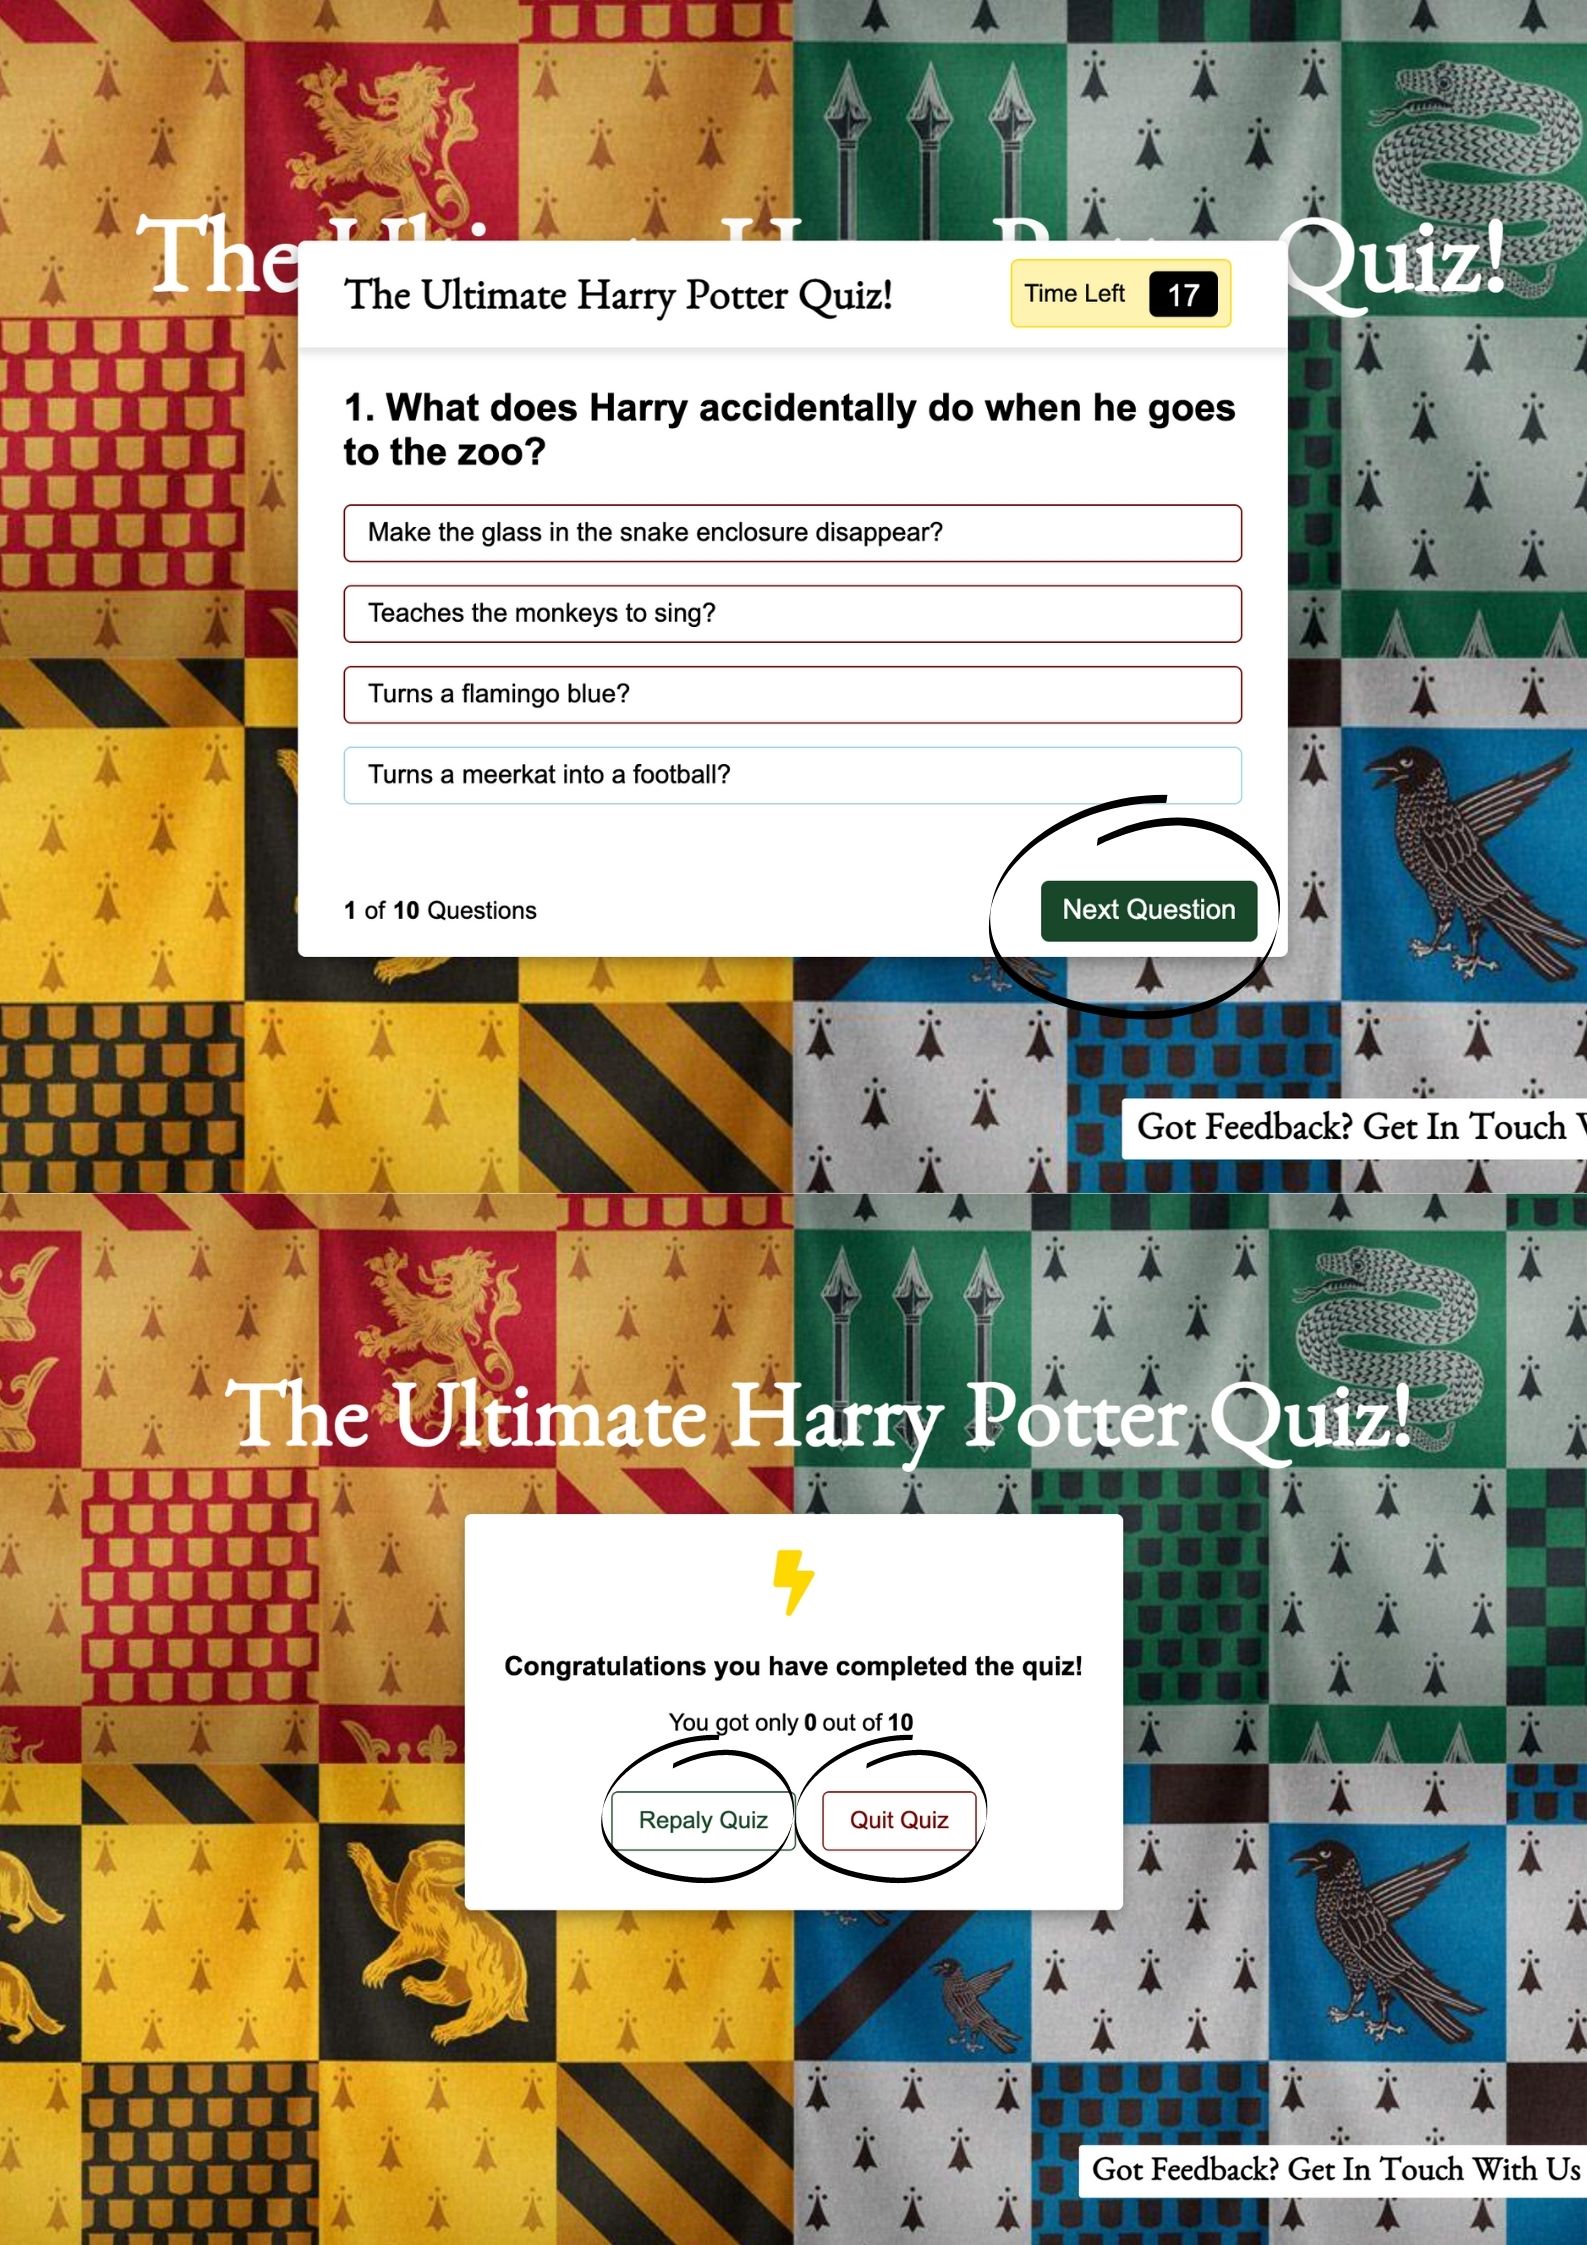 The Quiz!
The Ultimate Harry Potter Quiz!
Time Left 17
1. What does Harry accidentally do when he goes
to the zoo?
Make the glass in the snake enclosure disappear?
Teaches the monkeys to sing?
Turns a flamingo blue?
Turns a meerkat into a football?
1 of 10 Questions
Next Question
Got Feedback? Get In Touch
The Ultimate Harry Potter Quiz!
Congratulations you have completed the quiz!
You got only 0 out of 10
Repaly Quiz
Quit Quiz
Got Feedback? Get In Touch With Us